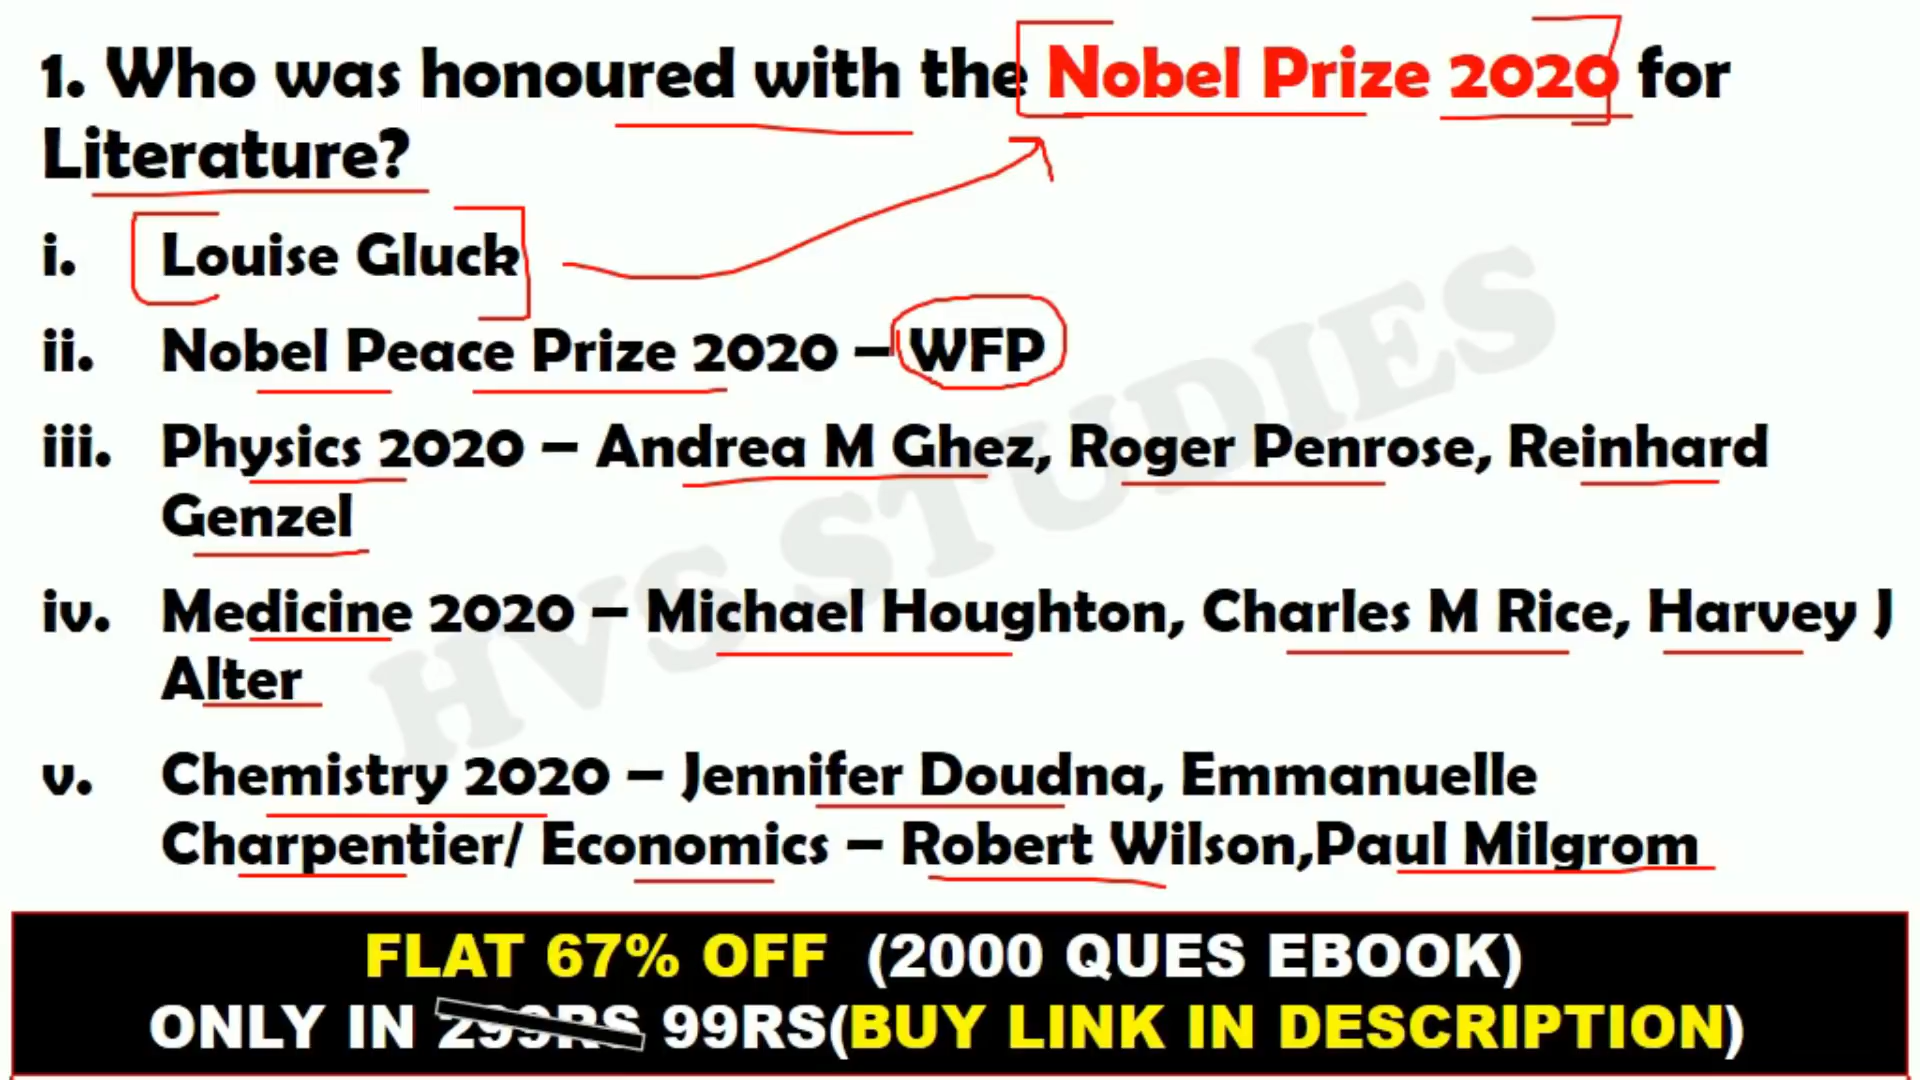 1. Who was honoured with the Nobel Prize 2020 for
Literature?
i. Louise Gluck
ii. Nobel Peace Prize 2020 – WFP
iii. Physics 2020 – Andrea M Ghez, Roger Penrose, Reinhard
Genzel
iv. Medicine 2020 – Michael Houghton, Charles M Rice, Harvey J
Alter
v. Chemistry 2020 – Jennifer Doudna, Emmanuelle
Charpentier/ Economics – Robert Wilson,Paul Milgrom
HVS STUDIES
FLAT 67% OFF (2000 QUES EBOOK)
ONLY IN 299RS 99RS(BUY LINK IN DESCRIPTION)